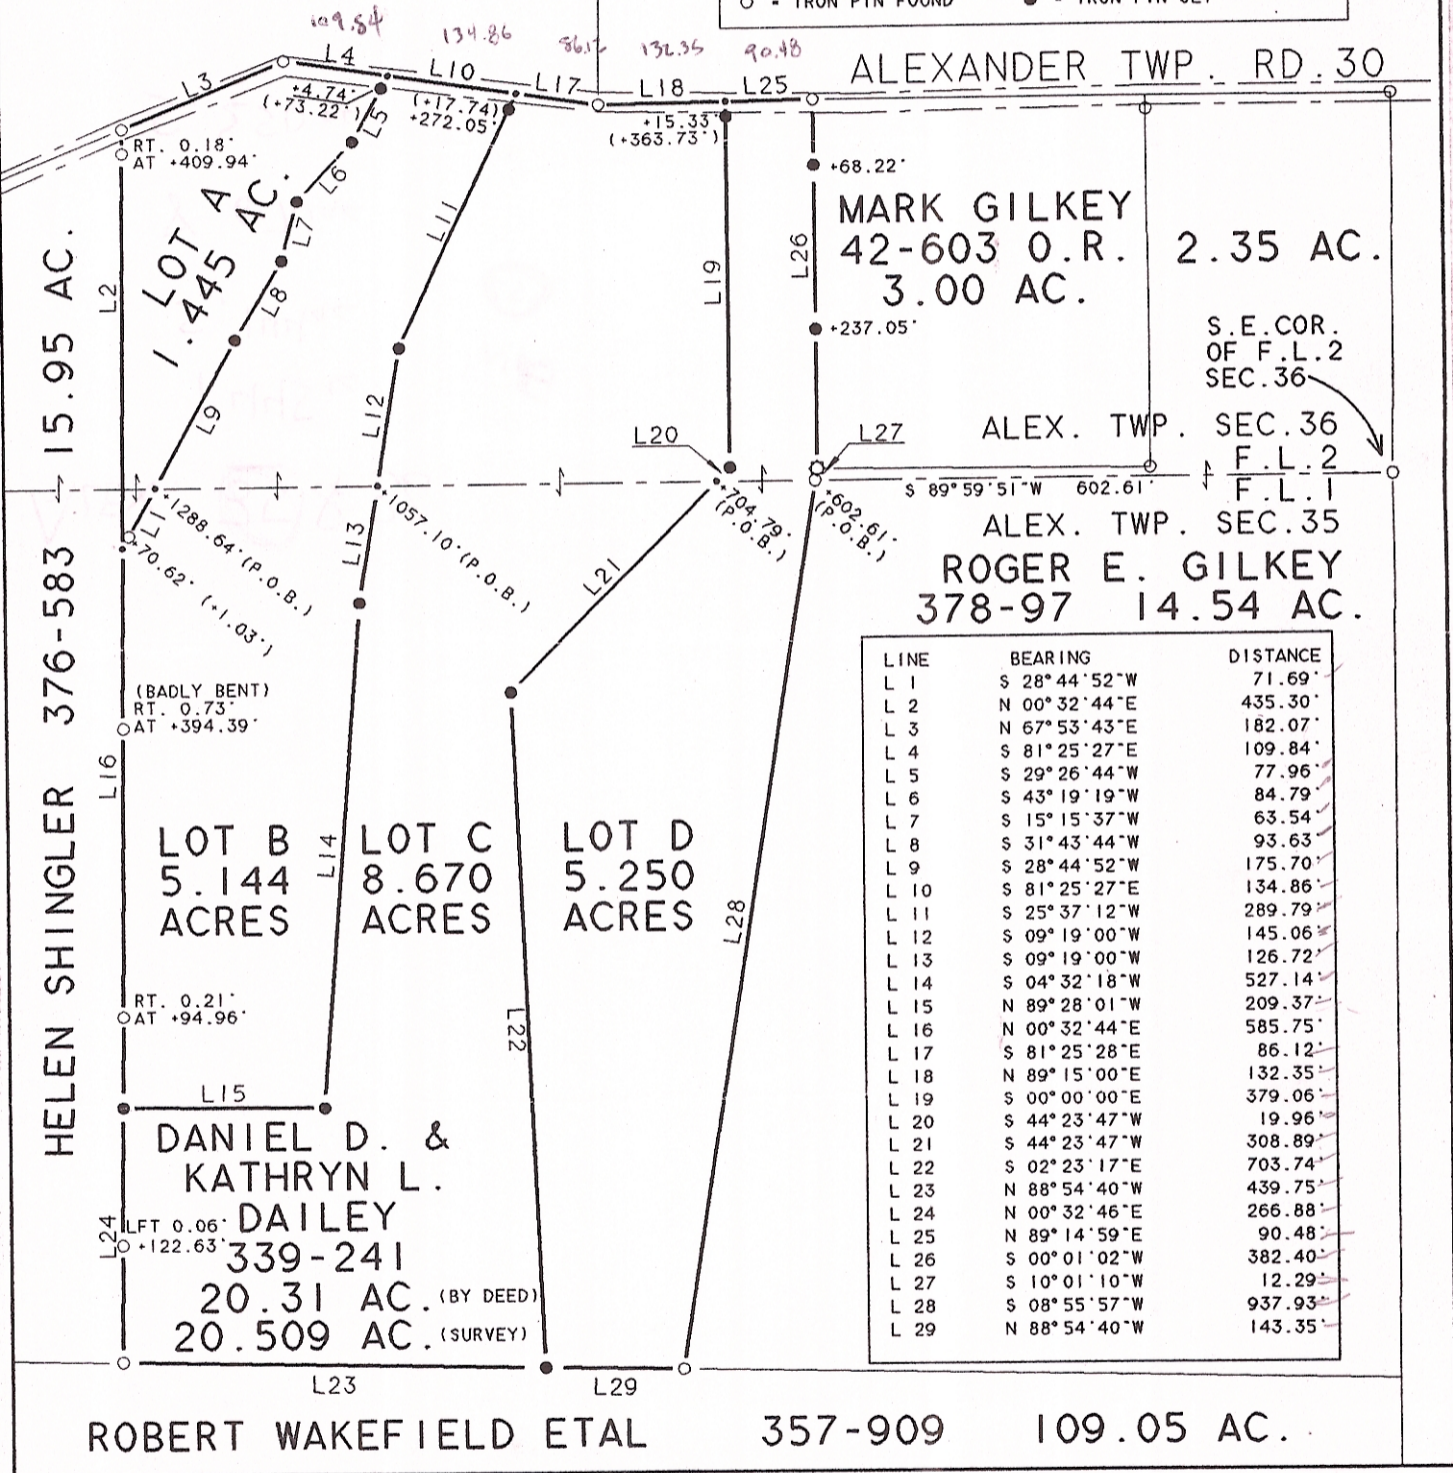 O - IRON PIN FOUND ● - IRON PIN SET
109.84 134.86 86.12 132.35 90.48
ALEXANDER TWP. RD. 30
L3
L4
L10
L17
L18
L25
+4.74'
(+73.22')
L5
(+17.74)
+272.05'
+15.33'
(+363.73')
RT. 0.18'
AT +409.94'
+68.22'
L6
L7
L8
L9
LOT A
1.445 AC.
L2
L11
L12
L19
L26
MARK GILKEY
42-603 O.R.
3.00 AC.
2.35 AC.
+237.05'
S.E.COR.
OF F.L.2
SEC.36
L20
L27
ALEX. TWP. SEC.36
F.L.2
S 89°59'51"W 602.61'
F.L.1
ALEX. TWP. SEC.35
L1
+1288.64'(P.O.B.)
+70.62' (+1.03')
L13
+1057.10'(P.O.B.)
+704.79'
(P.O.B.)
+602.61'
(P.O.B.)
L21
ROGER E. GILKEY
378-97 14.54 AC.
HELEN SHINGLER 376-583 15.95 AC.
(BADLY BENT)
RT. 0.73'
AT +394.39'
L16
LOT B
5.144
ACRES
L14
LOT C
8.670
ACRES
LOT D
5.250
ACRES
L28
L22
RT. 0.21'
AT +94.96'
L15
DANIEL D. &
KATHRYN L.
DAILEY
339-241
20.31 AC.(BY DEED)
20.509 AC.(SURVEY)
L24
LFT 0.06'
+122.63'
L23
L29
LINE BEARING DISTANCE
L 1 S 28°44'52"W 71.69'
L 2 N 00°32'44"E 435.30'
L 3 N 67°53'43"E 182.07'
L 4 S 81°25'27"E 109.84'
L 5 S 29°26'44"W 77.96'
L 6 S 43°19'19"W 84.79'
L 7 S 15°15'37"W 63.54'
L 8 S 31°43'44"W 93.63'
L 9 S 28°44'52"W 175.70'
L 10 S 81°25'27"E 134.86'
L 11 S 25°37'12"W 289.79'
L 12 S 09°19'00"W 145.06'
L 13 S 09°19'00"W 126.72'
L 14 S 04°32'18"W 527.14'
L 15 N 89°28'01"W 209.37'
L 16 N 00°32'44"E 585.75'
L 17 S 81°25'28"E 86.12'
L 18 N 89°15'00"E 132.35'
L 19 S 00°00'00"E 379.06'
L 20 S 44°23'47"W 19.96'
L 21 S 44°23'47"W 308.89'
L 22 S 02°23'17"E 703.74'
L 23 N 88°54'40"W 439.75'
L 24 N 00°32'46"E 266.88'
L 25 N 89°14'59"E 90.48'
L 26 S 00°01'02"W 382.40'
L 27 S 10°01'10"W 12.29'
L 28 S 08°55'57"W 937.93'
L 29 N 88°54'40"W 143.35'
ROBERT WAKEFIELD ETAL 357-909 109.05 AC.